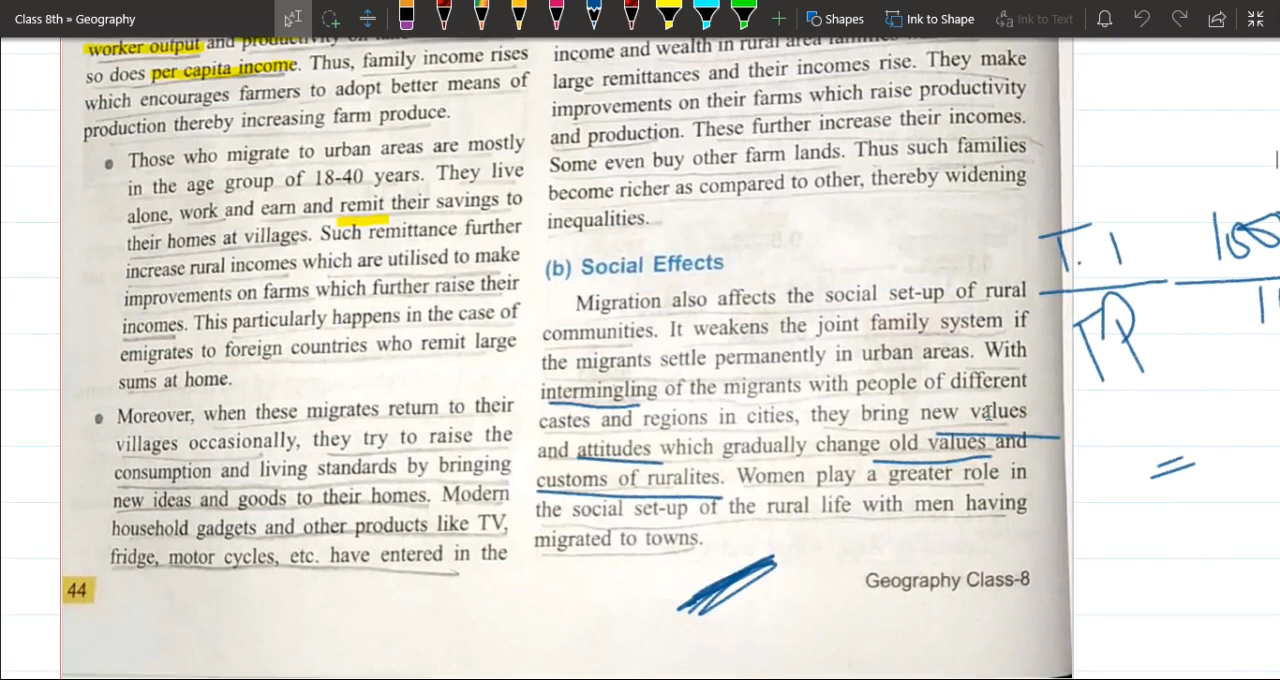 Class 8th » Geography
Shapes
Ink to Shape
Ink to Text
worker output and
so does per capita income. Thus, family income rises
which encourages farmers to adopt better means of
production thereby increasing farm produce.
• Those who migrate to urban areas are mostly
in the age group of 18-40 years. They live
alone, work and earn and remit their savings to
their homes at villages. Such remittance further
increase rural incomes which are utilised to make
improvements on farms which further raise their
incomes. This particularly happens in the case of
emigrates to foreign countries who remit large
sums at home.
• Moreover, when these migrates return to their
villages occasionally, they try to raise the
consumption and living standards by bringing
new ideas and goods to their homes. Modern
household gadgets and other products like TV,
fridge, motor cycles, etc. have entered in the
44
income and wealth in rural area families
large remittances and their incomes rise. They make
improvements on their farms which raise productivity
and production. These further increase their incomes.
Some even buy other farm lands. Thus such families
become richer as compared to other, thereby widening
inequalities.
(b) Social Effects
Migration also affects the social set-up of rural
communities. It weakens the joint family system if
the migrants settle permanently in urban areas. With
intermingling of the migrants with people of different
castes and regions in cities, they bring new values
and attitudes which gradually change old values and
customs of ruralites. Women play a greater role in
the social set-up of the rural life with men having
migrated to towns.
Geography Class-8
T.I
TP
=